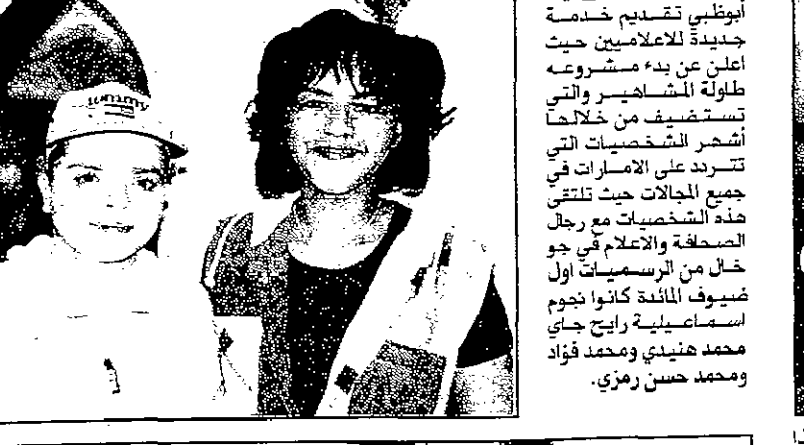 أبوظبي تقديم خدمة
جديدة للاعلاميين حيث
اعلن عن بدء مشروعه
طاولة المشاهير والتي
تستضيف من خلالها
أشهر الشخصيات التي
تتردد على الامارات في
جميع المجالات حيث تلتقي
هذه الشخصيات مع رجال
الصحافة والاعلام في جو
خال من الرسميات اول
ضيوف المائدة كانوا نجوم
اسماعيلية رايح جاي
محمد هنيدي ومحمد فؤاد
ومحمد حسن رمزي.